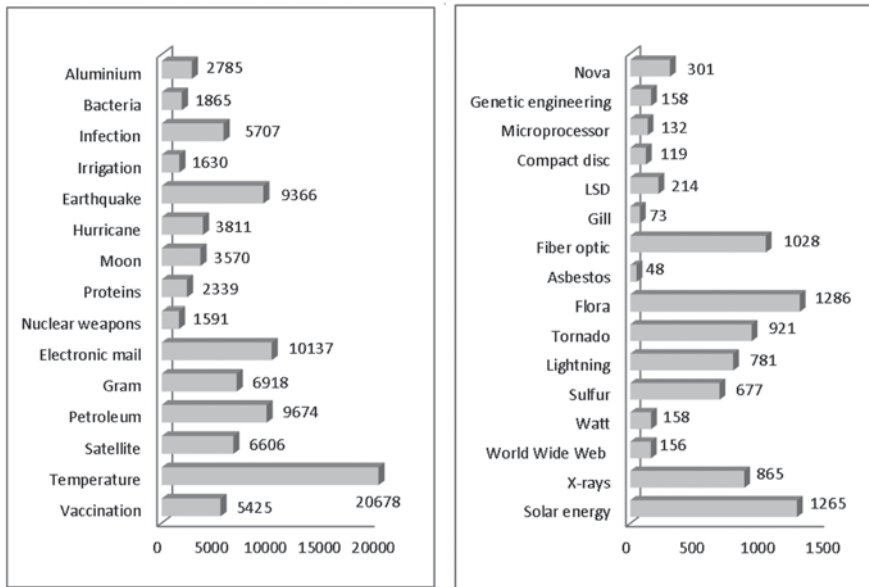 Aluminium 2785
Bacteria 1865
Infection 5707
Irrigation 1630
Earthquake 9366
Hurricane 3811
Moon 3570
Proteins 2339
Nuclear weapons 1591
Electronic mail 10137
Gram 6918
Petroleum 9674
Satellite 6606
Temperature 20678
Vaccination 5425
0 5000 10000 15000 20000
Nova 301
Genetic engineering 158
Microprocessor 132
Compact disc 119
LSD 214
Gill 73
Fiber optic 1028
Asbestos 48
Flora 1286
Tornado 921
Lightning 781
Sulfur 677
Watt 158
World Wide Web 156
X-rays 865
Solar energy 1265
0 500 1000 1500